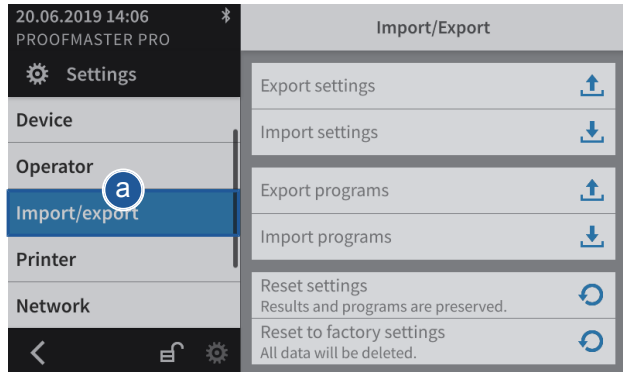 20.06.2019 14:06
PROOFMASTER PRO
Settings
Device
Operator
a
Import/export
Printer
Network
Import/Export
Export settings
Import settings
Export programs
Import programs
Reset settings
Results and programs are preserved.
Reset to factory settings
All data will be deleted.